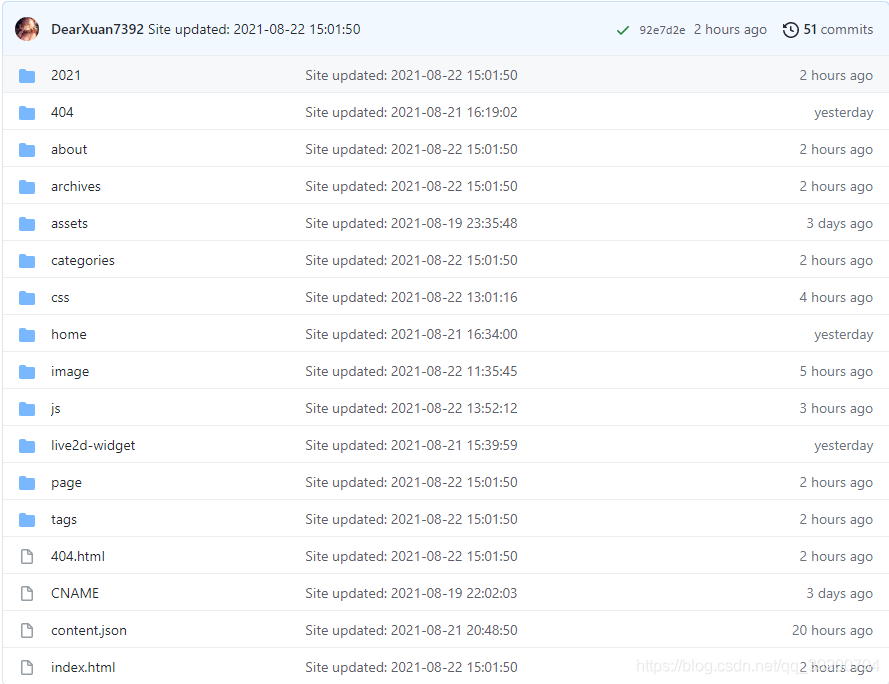 DearXuan7392 Site updated: 2021-08-22 15:01:50 92e7d2e 2 hours ago 51 commits
2021 Site updated: 2021-08-22 15:01:50 2 hours ago
404 Site updated: 2021-08-21 16:19:02 yesterday
about Site updated: 2021-08-22 15:01:50 2 hours ago
archives Site updated: 2021-08-22 15:01:50 2 hours ago
assets Site updated: 2021-08-19 23:35:48 3 days ago
categories Site updated: 2021-08-22 15:01:50 2 hours ago
css Site updated: 2021-08-22 13:01:16 4 hours ago
home Site updated: 2021-08-21 16:34:00 yesterday
image Site updated: 2021-08-22 11:35:45 5 hours ago
js Site updated: 2021-08-22 13:52:12 3 hours ago
live2d-widget Site updated: 2021-08-21 15:39:59 yesterday
page Site updated: 2021-08-22 15:01:50 2 hours ago
tags Site updated: 2021-08-22 15:01:50 2 hours ago
404.html Site updated: 2021-08-22 15:01:50 2 hours ago
CNAME Site updated: 2021-08-19 22:02:03 3 days ago
content.json Site updated: 2021-08-21 20:48:50 20 hours ago
index.html Site updated: 2021-08-22 15:01:50 2 hours ago